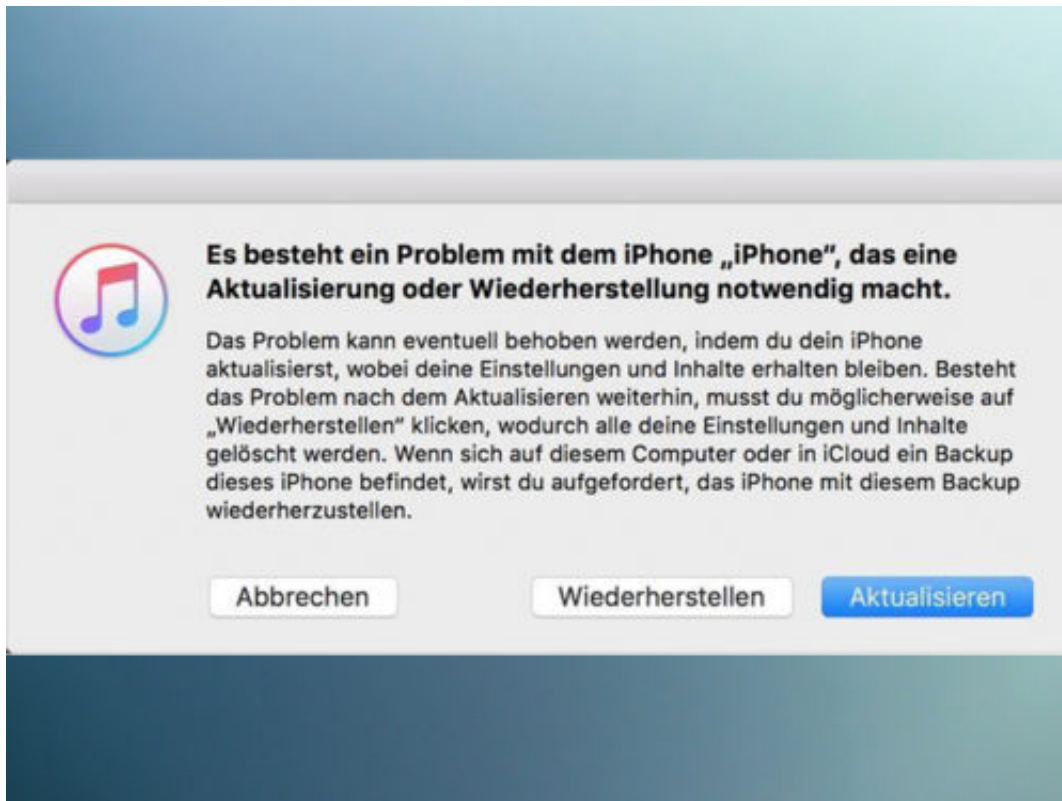 Es besteht ein Problem mit dem iPhone „iPhone“, das eine
Aktualisierung oder Wiederherstellung notwendig macht.
Das Problem kann eventuell behoben werden, indem du dein iPhone
aktualisierst, wobei deine Einstellungen und Inhalte erhalten bleiben. Besteht
das Problem nach dem Aktualisieren weiterhin, musst du möglicherweise auf
„Wiederherstellen“ klicken, wodurch alle deine Einstellungen und Inhalte
gelöscht werden. Wenn sich auf diesem Computer oder in iCloud ein Backup
dieses iPhone befindet, wirst du aufgefordert, das iPhone mit diesem Backup
wiederherzustellen.
Abbrechen Wiederherstellen Aktualisieren